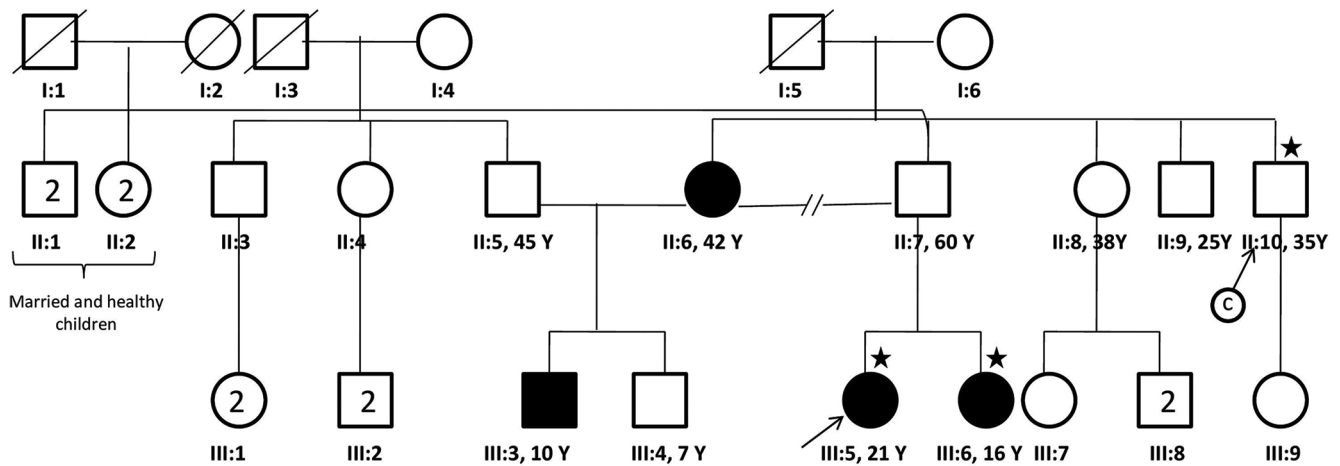 I:1 I:2 I:3 I:4 I:5 I:6
2 2
II:1 II:2 II:3 II:4 II:5, 45 Y II:6, 42 Y II:7, 60 Y II:8, 38Y II:9, 25Y II:10, 35Y
Married and healthy
children
C
2 2 2
III:1 III:2 III:3, 10 Y III:4, 7 Y III:5, 21 Y III:6, 16 Y III:7 III:8 III:9